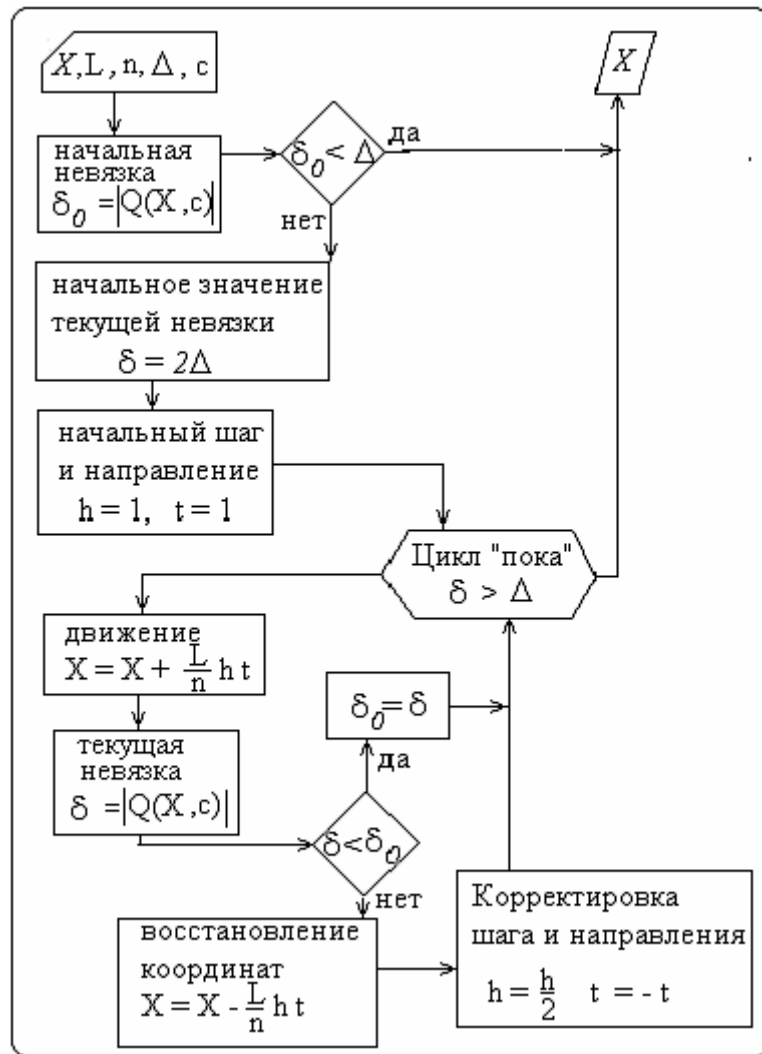 X, L, n, Δ, c
X
начальная
невязка
δ₀ = |Q(X, c)|
δ₀ < Δ
да
нет
начальное значение
текущей невязки
δ = 2Δ
начальный шаг
и направление
h = 1, t = 1
Цикл "пока"
δ > Δ
движение
X = X + L/n h t
текущая
невязка
δ = |Q(X, c)|
δ₀ = δ
да
δ < δ₀
нет
восстановление
координат
X = X - L/n h t
Корректировка
шага и направления
h = h/2 t = - t